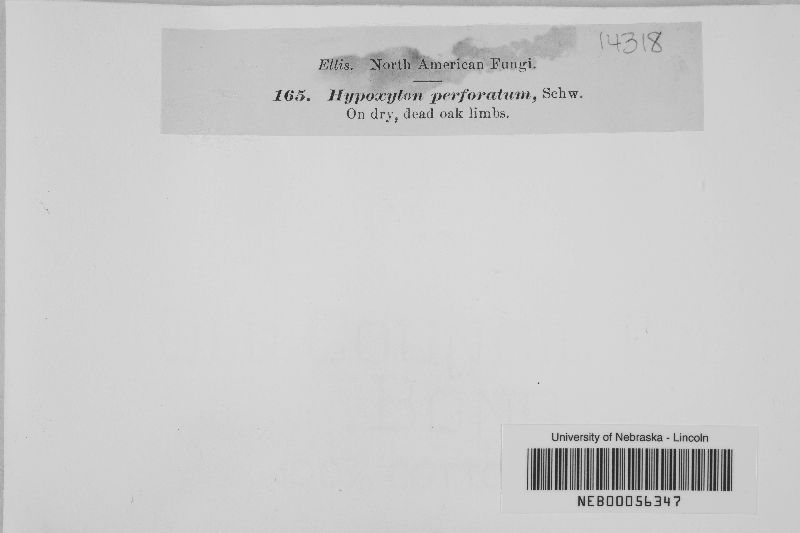 14318
Ellis. North American Fungi.
165. Hypoxylon perforatum, Schw.
On dry, dead oak limbs.
University of Nebraska - Lincoln
NEB00056347